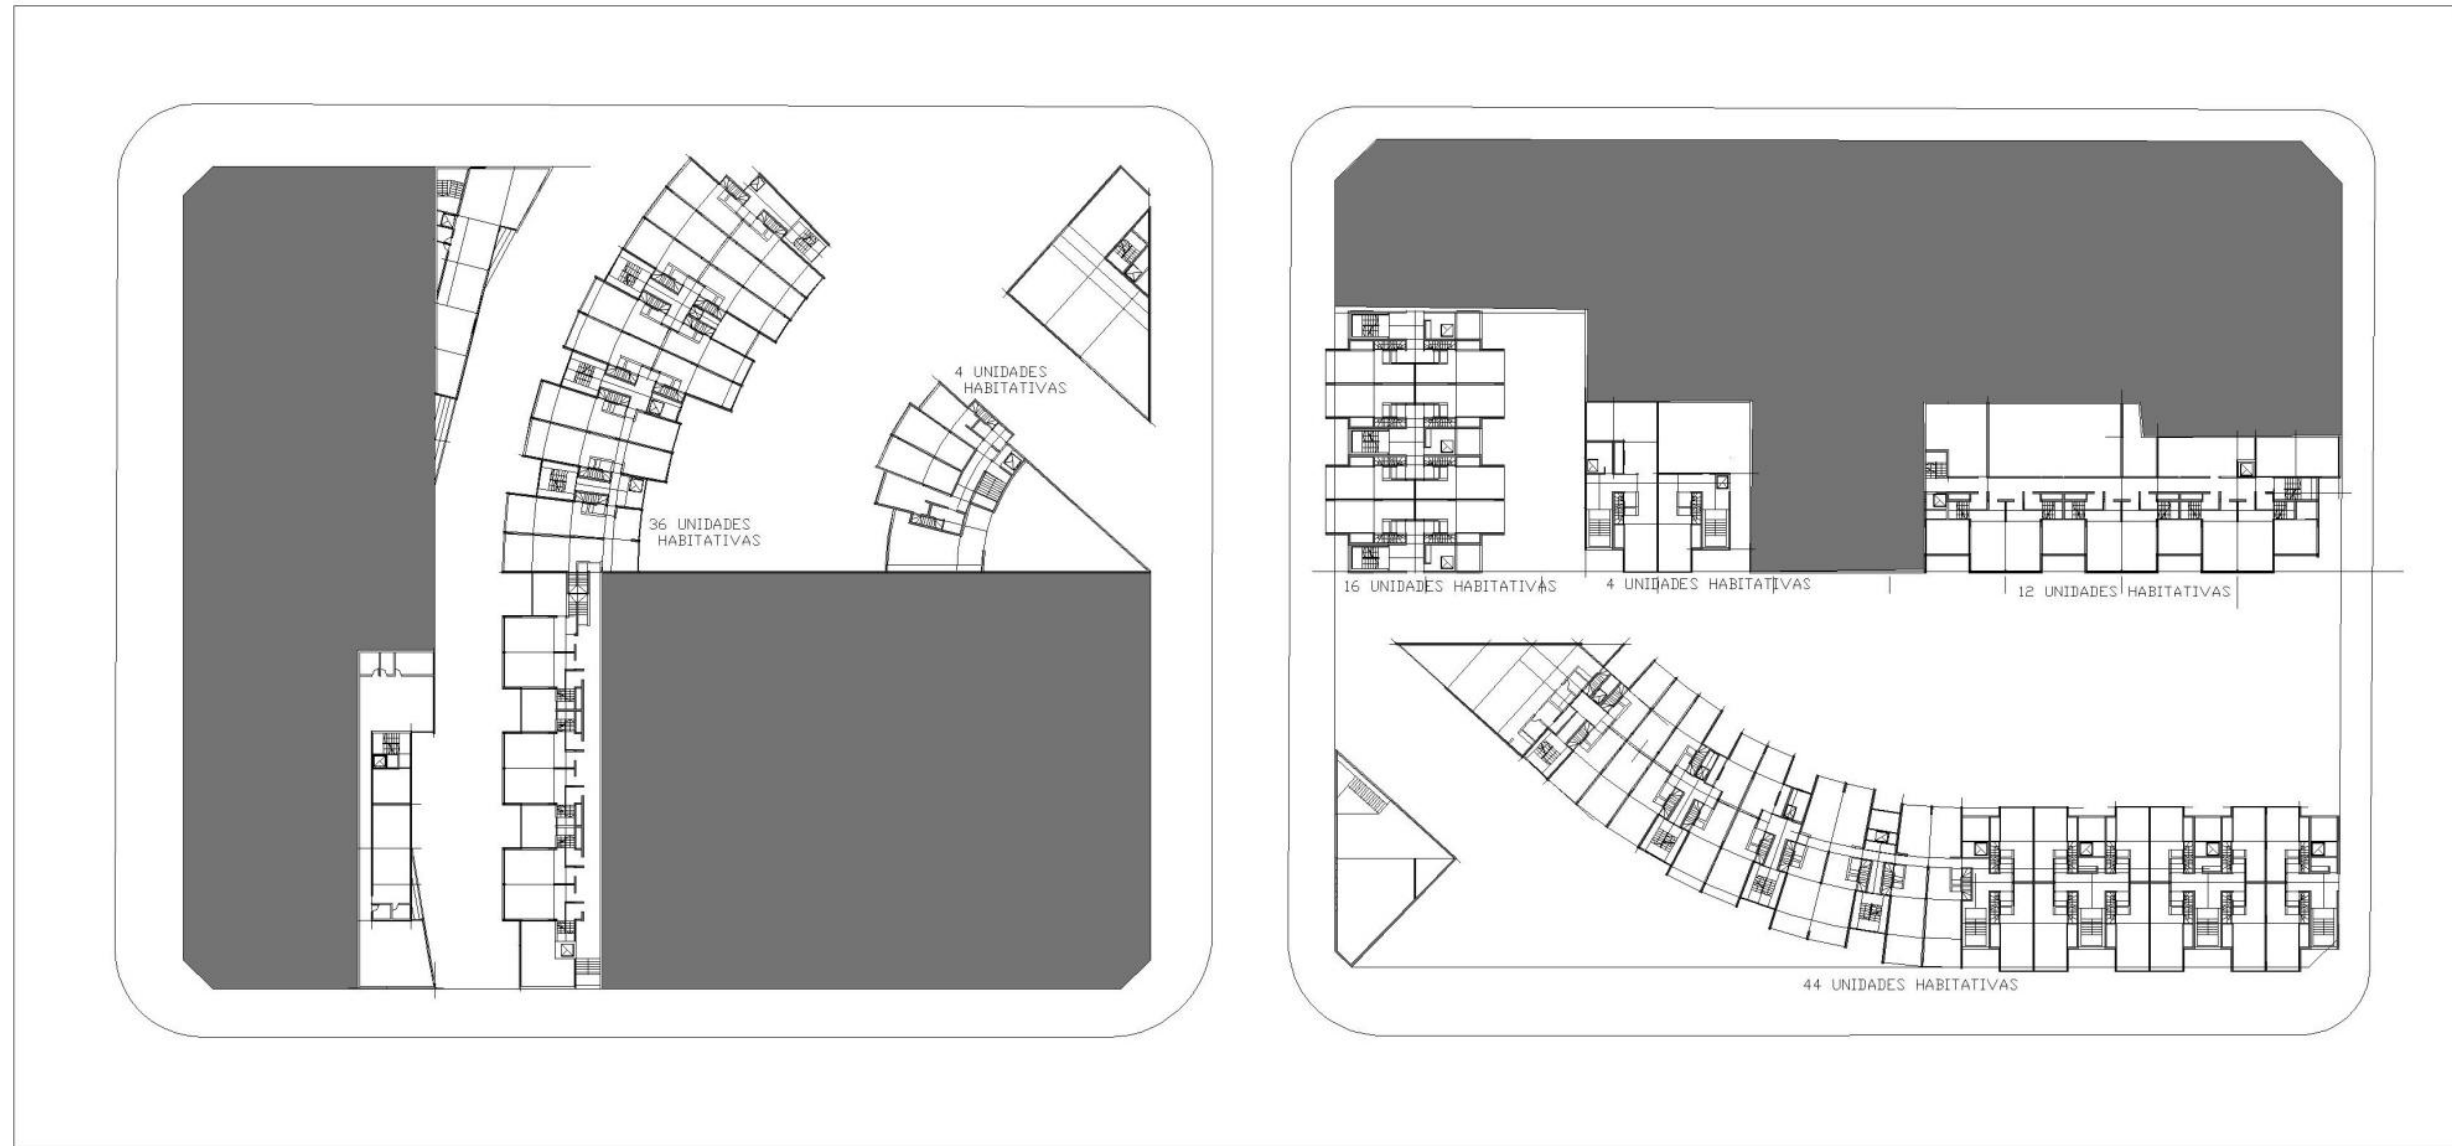 4 UNIDADES
HABITATIVAS
36 UNIDADES
HABITATIVAS
16 UNIDADES HABITATIVAS
4 UNIDADES HABITATIVAS
12 UNIDADES HABITATIVAS
44 UNIDADES HABITATIVAS